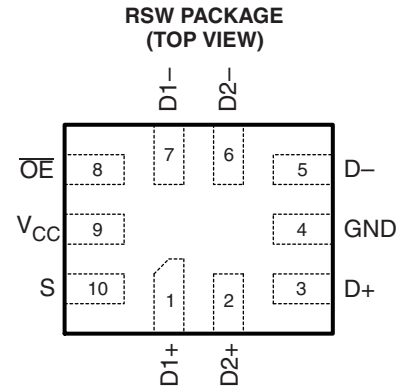 RSW PACKAGE
(TOP VIEW)
D1– D2–
7 6
O̅E̅ 8 5 D–
VCC 9 4 GND
S 10 3 D+
1 2
D1+ D2+